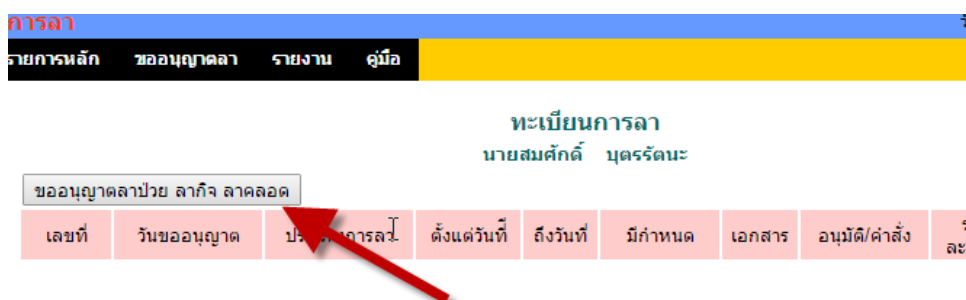 การลา
รายการหลัก ขออนุญาตลา รายงาน คู่มือ
ทะเบียนการลา
นายสมศักดิ์ บุตรรัตนะ
ขออนุญาตลาป่วย ลากิจ ลาคลอด
เลขที่ วันขออนุญาต ตั้งแต่วันที่ ถึงวันที่ มีกำหนด เอกสาร อนุมัติ/คำสั่ง